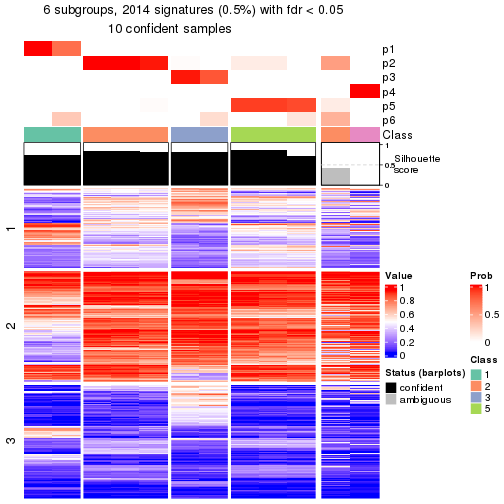 6 subgroups, 2014 signatures (0.5%) with fdr < 0.05
10 confident samples
p1
p2
p3
p4
p5
p6
Class
1
0.5
0
Silhouette
score
1
2
3
Value
1
0.8
0.6
0.4
0.2
0
Prob
1
0.5
0
Status (barplots)
confident
ambiguous
Class
1
2
3
5